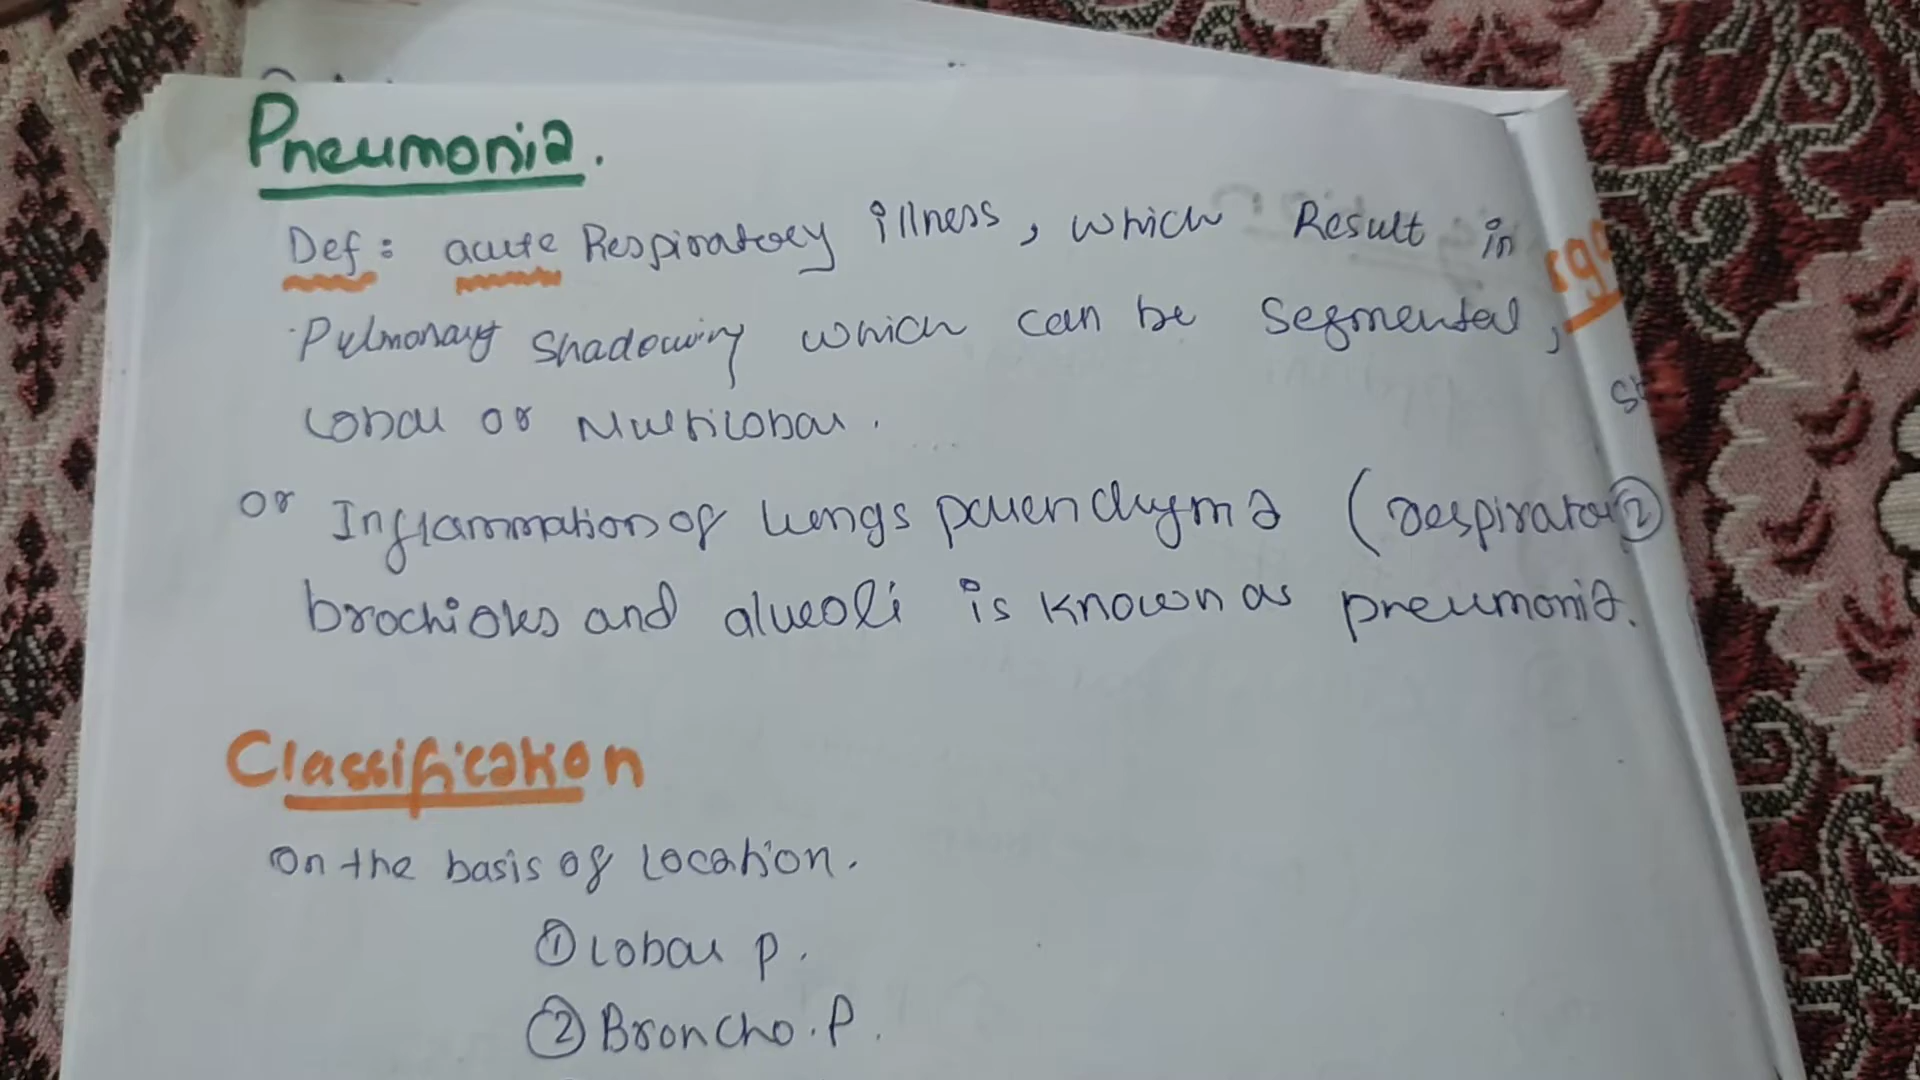 Pneumonia.
Def: acute Respiratory illness, which Result in
Pulmonary Shadowing which can be Segmental,
Lobar or Multilobar.
or Inflammation of lungs parenchyma (respirato
brochioles and alveoli is known as pneumonia.
Classification
On the basis of Location.
① Lobar P.
② Broncho.P.
②